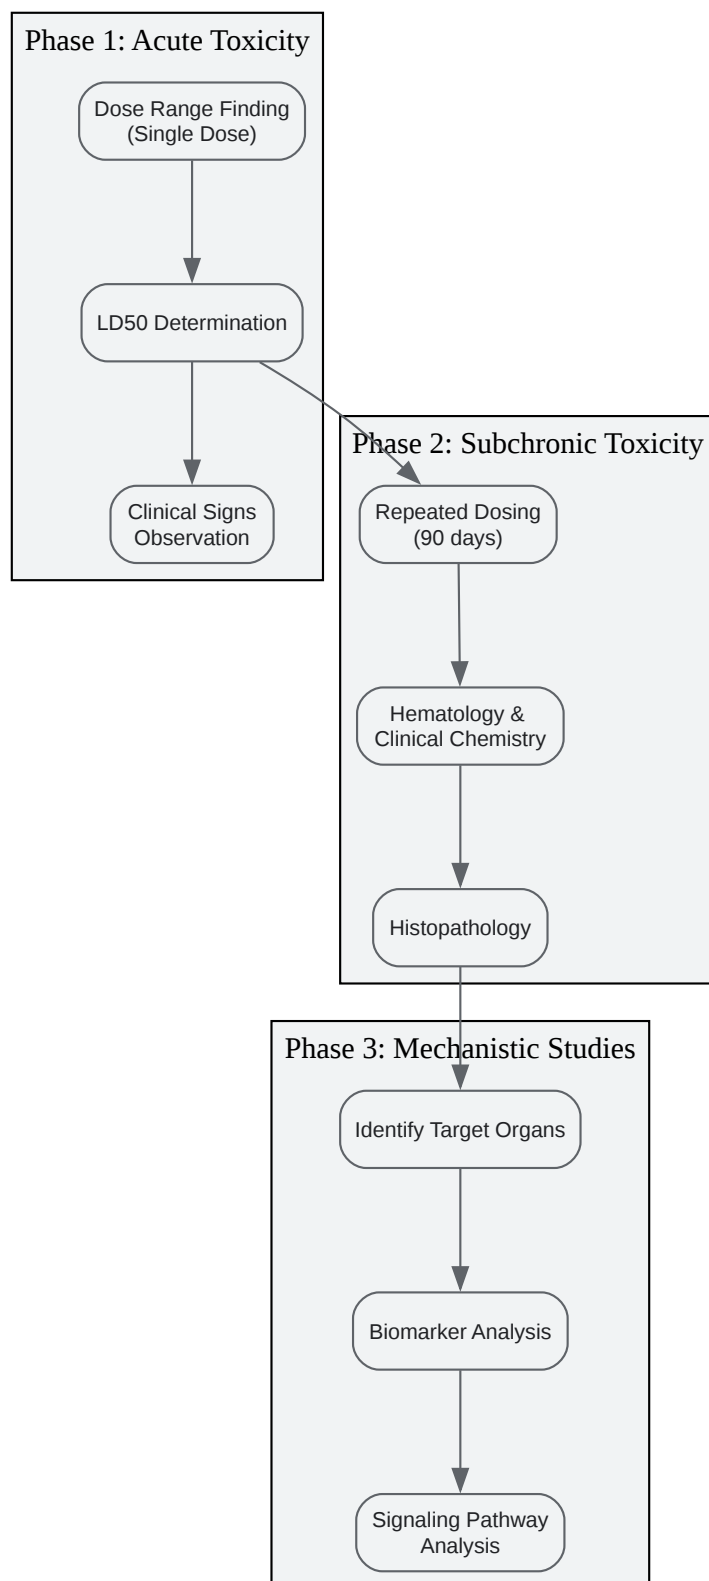 Phase 1: Acute Toxicity
Dose Range Finding
(Single Dose)
LD50 Determination
Clinical Signs
Observation
Phase 2: Subchronic Toxicity
Repeated Dosing
(90 days)
Hematology &
Clinical Chemistry
Histopathology
Phase 3: Mechanistic Studies
Identify Target Organs
Biomarker Analysis
Signaling Pathway
Analysis